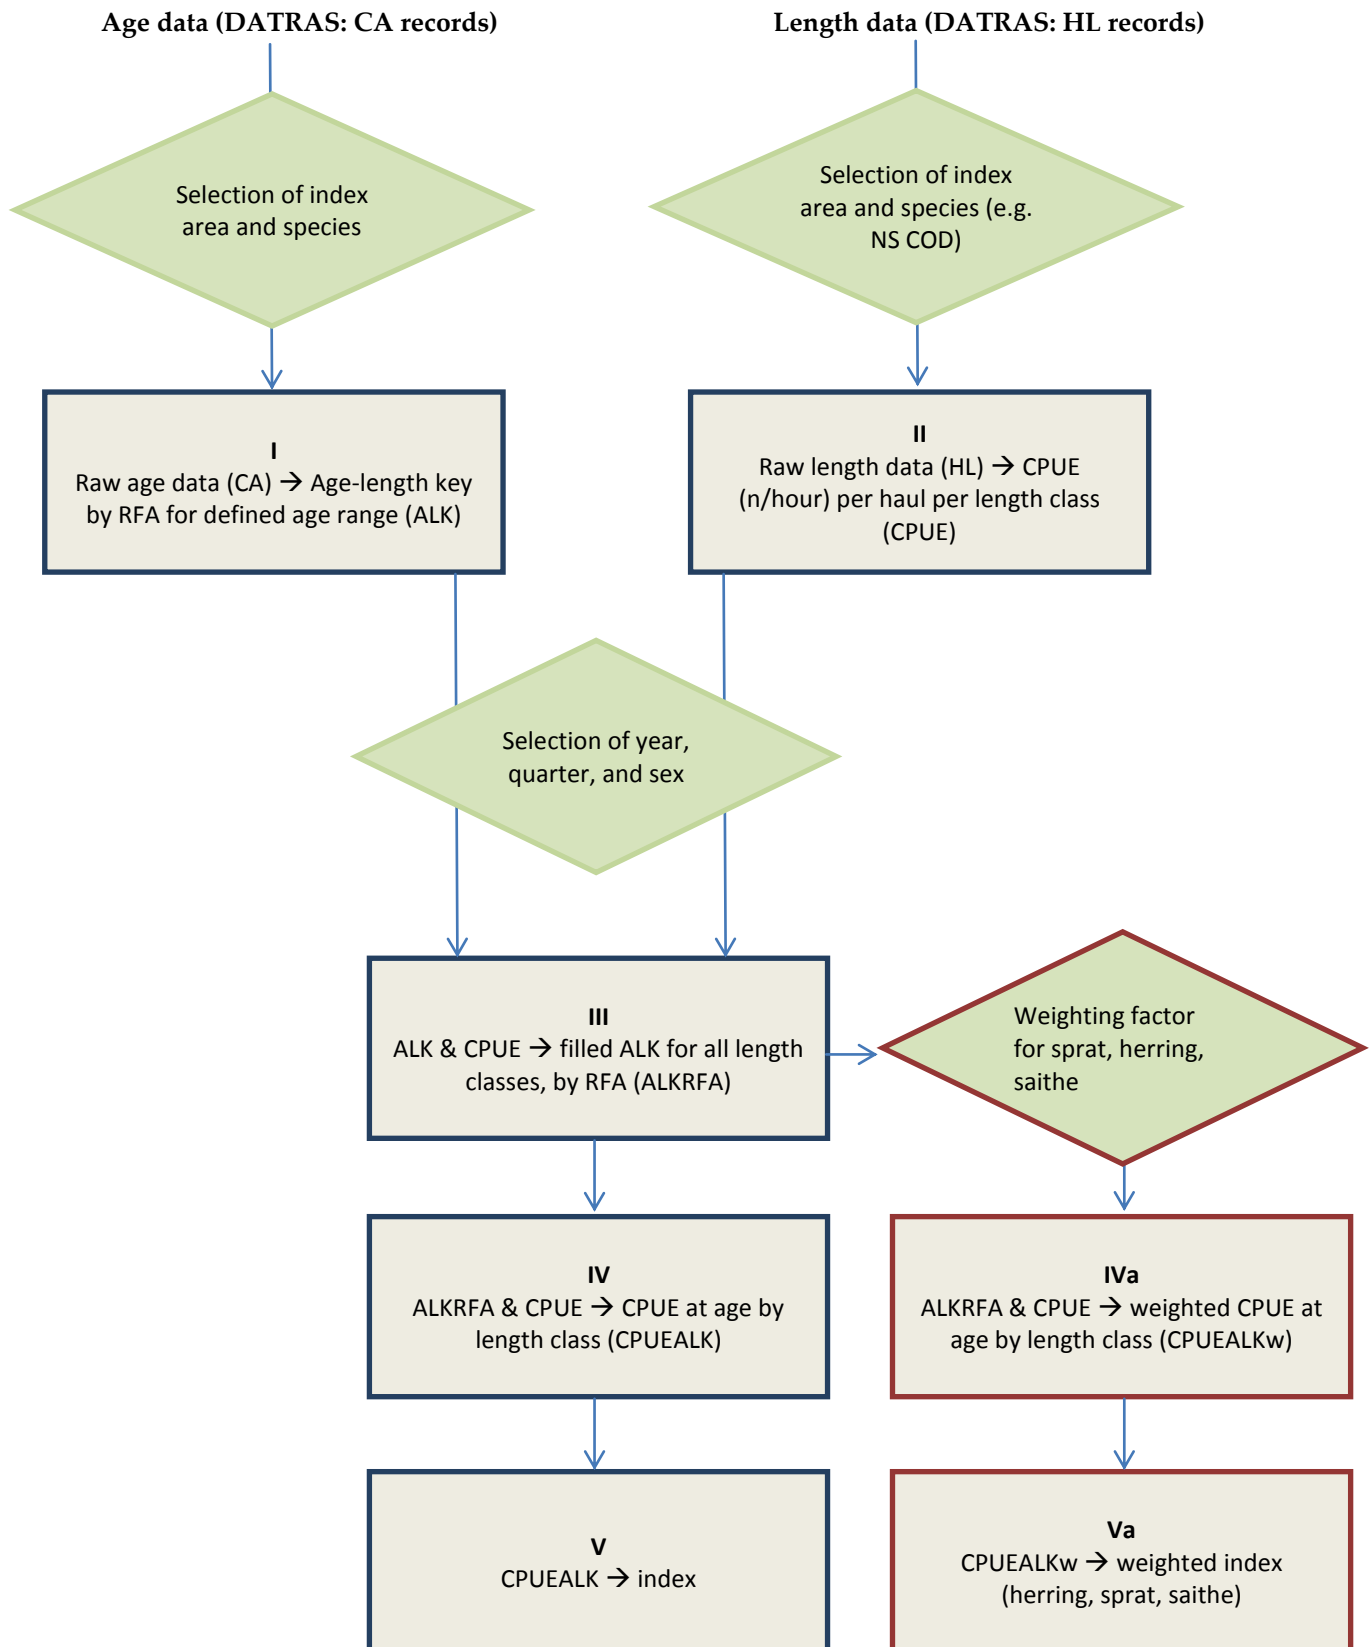 Age data (DATRAS: CA records)
Length data (DATRAS: HL records)
Selection of index
area and species
Selection of index
area and species (e.g.
NS COD)
I
Raw age data (CA) → Age-length key
by RFA for defined age range (ALK)
II
Raw length data (HL) → CPUE
(n/hour) per haul per length class
(CPUE)
Selection of year,
quarter, and sex
III
ALK & CPUE → filled ALK for all length
classes, by RFA (ALKRFA)
Weighting factor
for sprat, herring,
saithe
IV
ALKRFA & CPUE → CPUE at age by
length class (CPUEALK)
IVa
ALKRFA & CPUE → weighted CPUE at
age by length class (CPUEALKw)
V
CPUEALK → index
Va
CPUEALKw → weighted index
(herring, sprat, saithe)